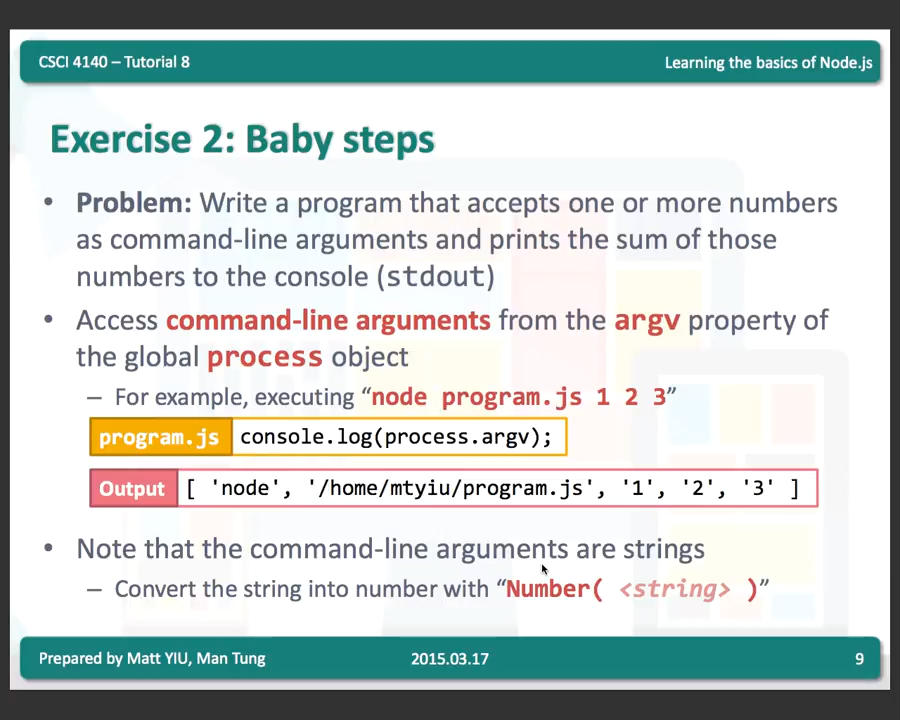 CSCI 4140 – Tutorial 8
Learning the basics of Node.js
Exercise 2: Baby steps
• Problem: Write a program that accepts one or more numbers
as command-line arguments and prints the sum of those
numbers to the console (stdout)
• Access command-line arguments from the argv property of
the global process object
– For example, executing “node program.js 1 2 3”
program.js console.log(process.argv);
Output [ 'node', '/home/mtyiu/program.js', '1', '2', '3' ]
• Note that the command-line arguments are strings
– Convert the string into number with “Number( <string> )”
Prepared by Matt YIU, Man Tung
2015.03.17
9